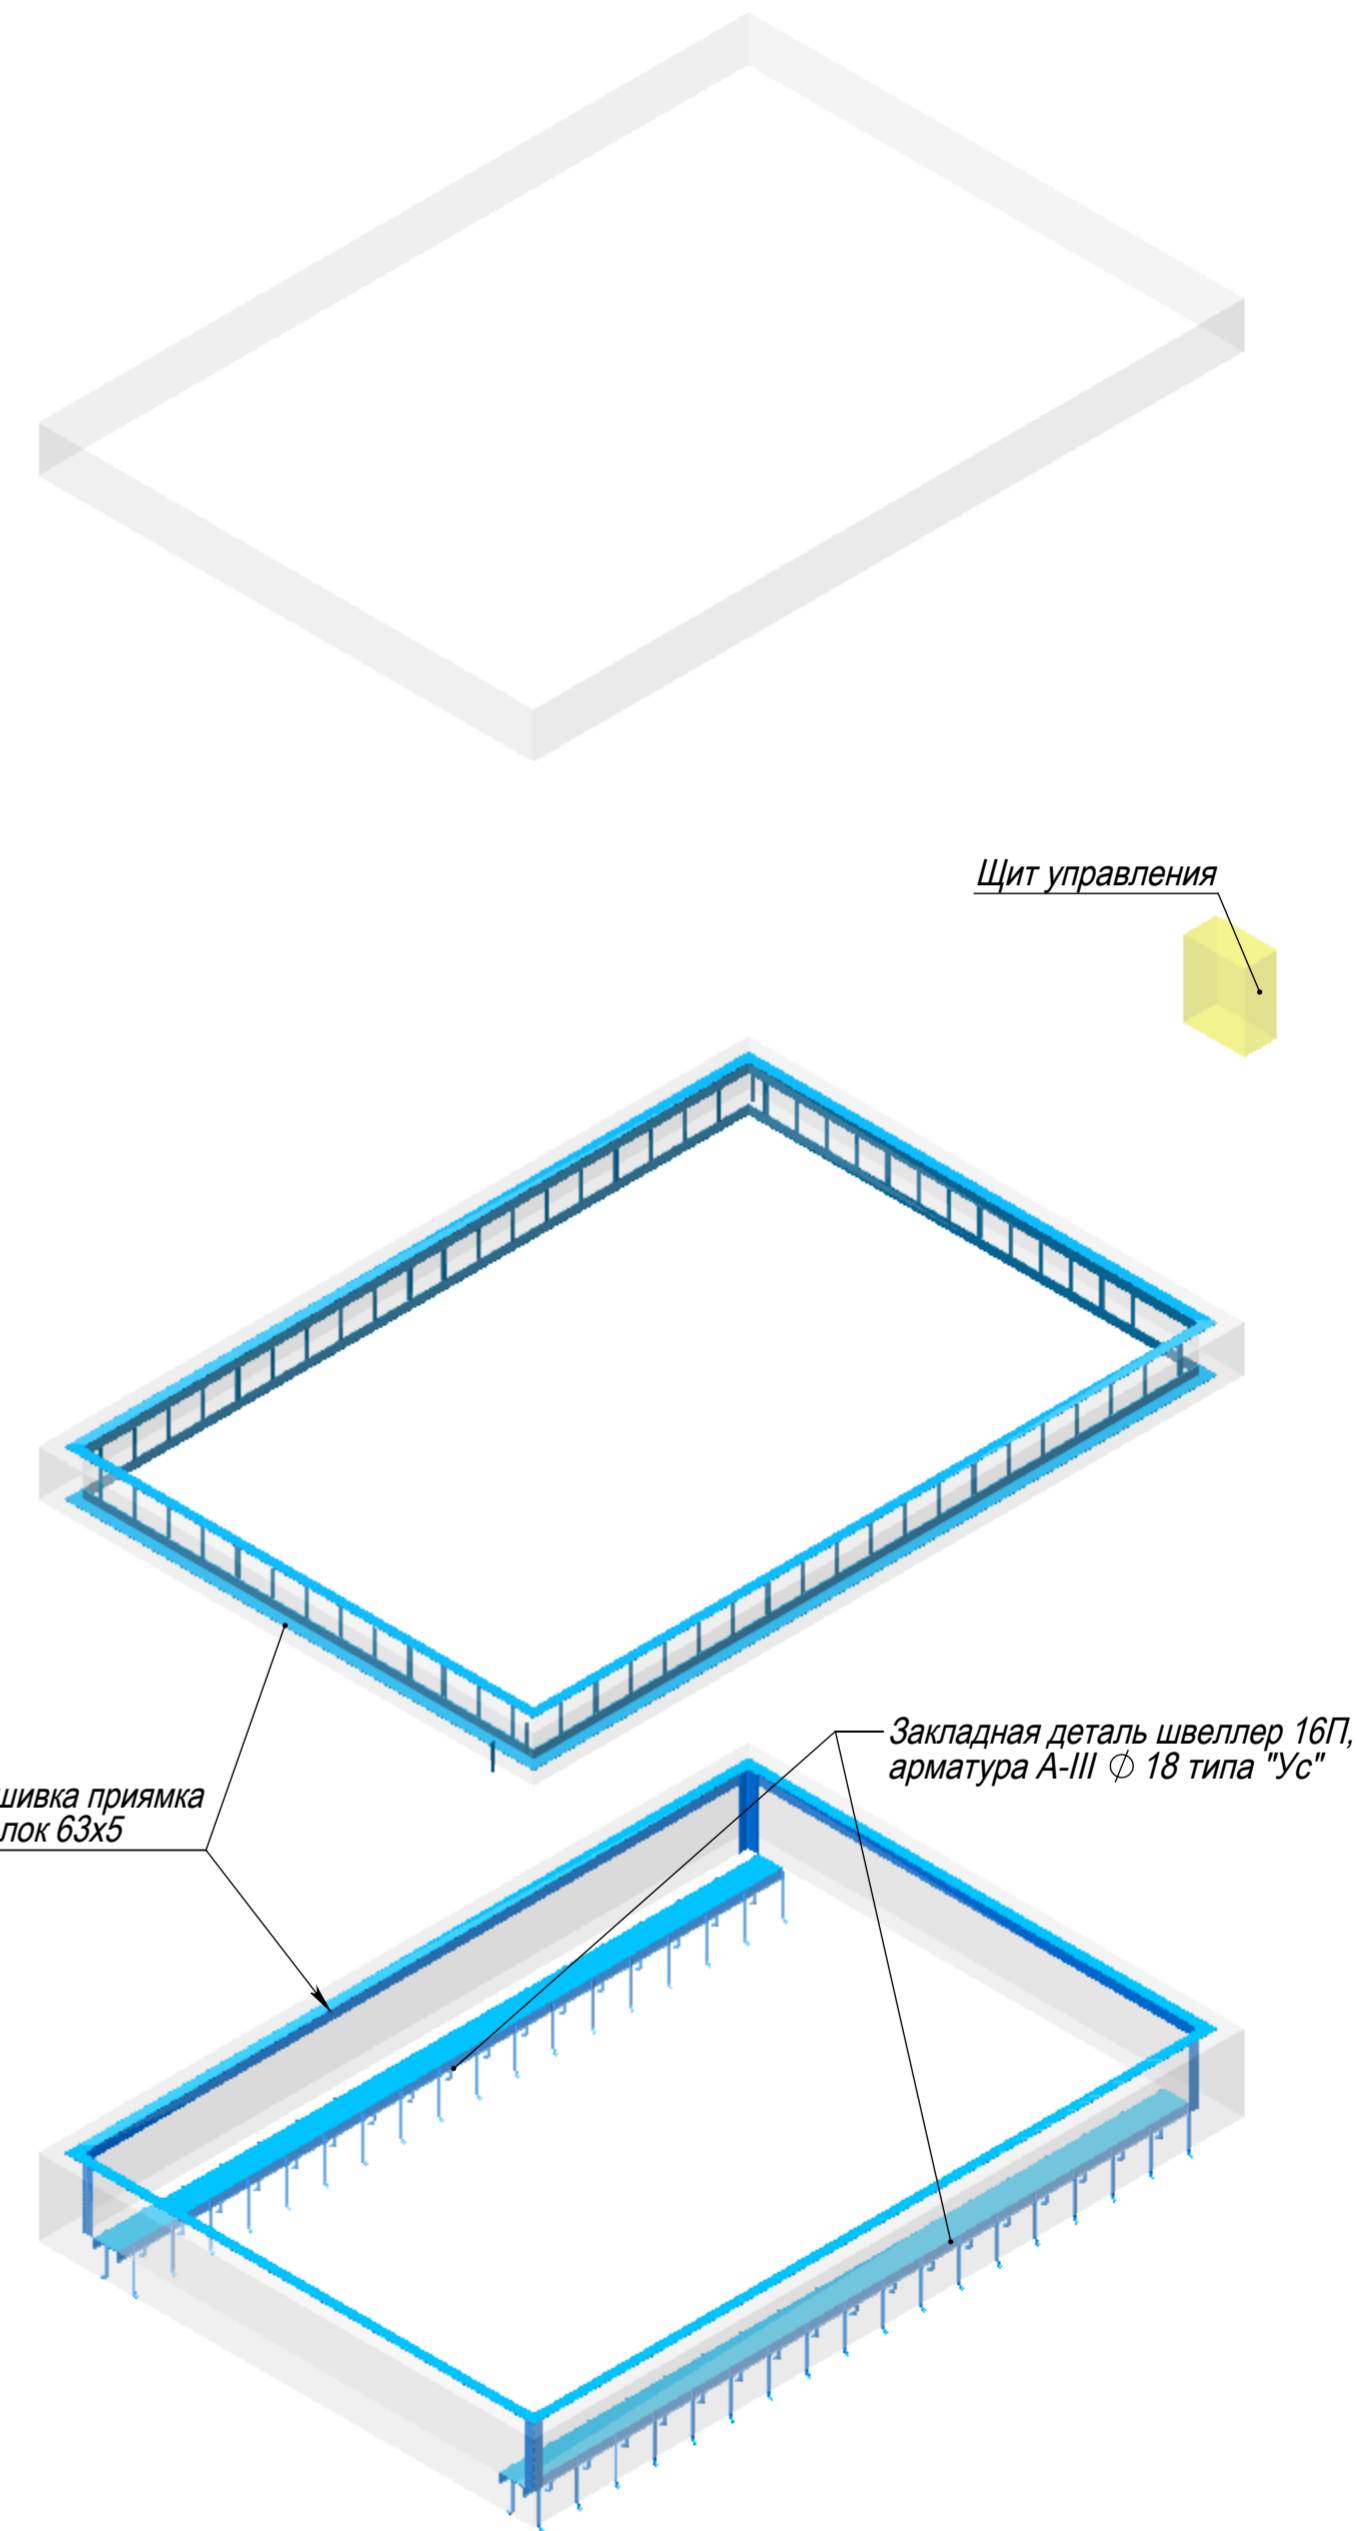 Щит управления
Закладная деталь швеллер 16П,
арматура А-III ∅ 18 типа "Ус"
шивка приямка
лок 63х5